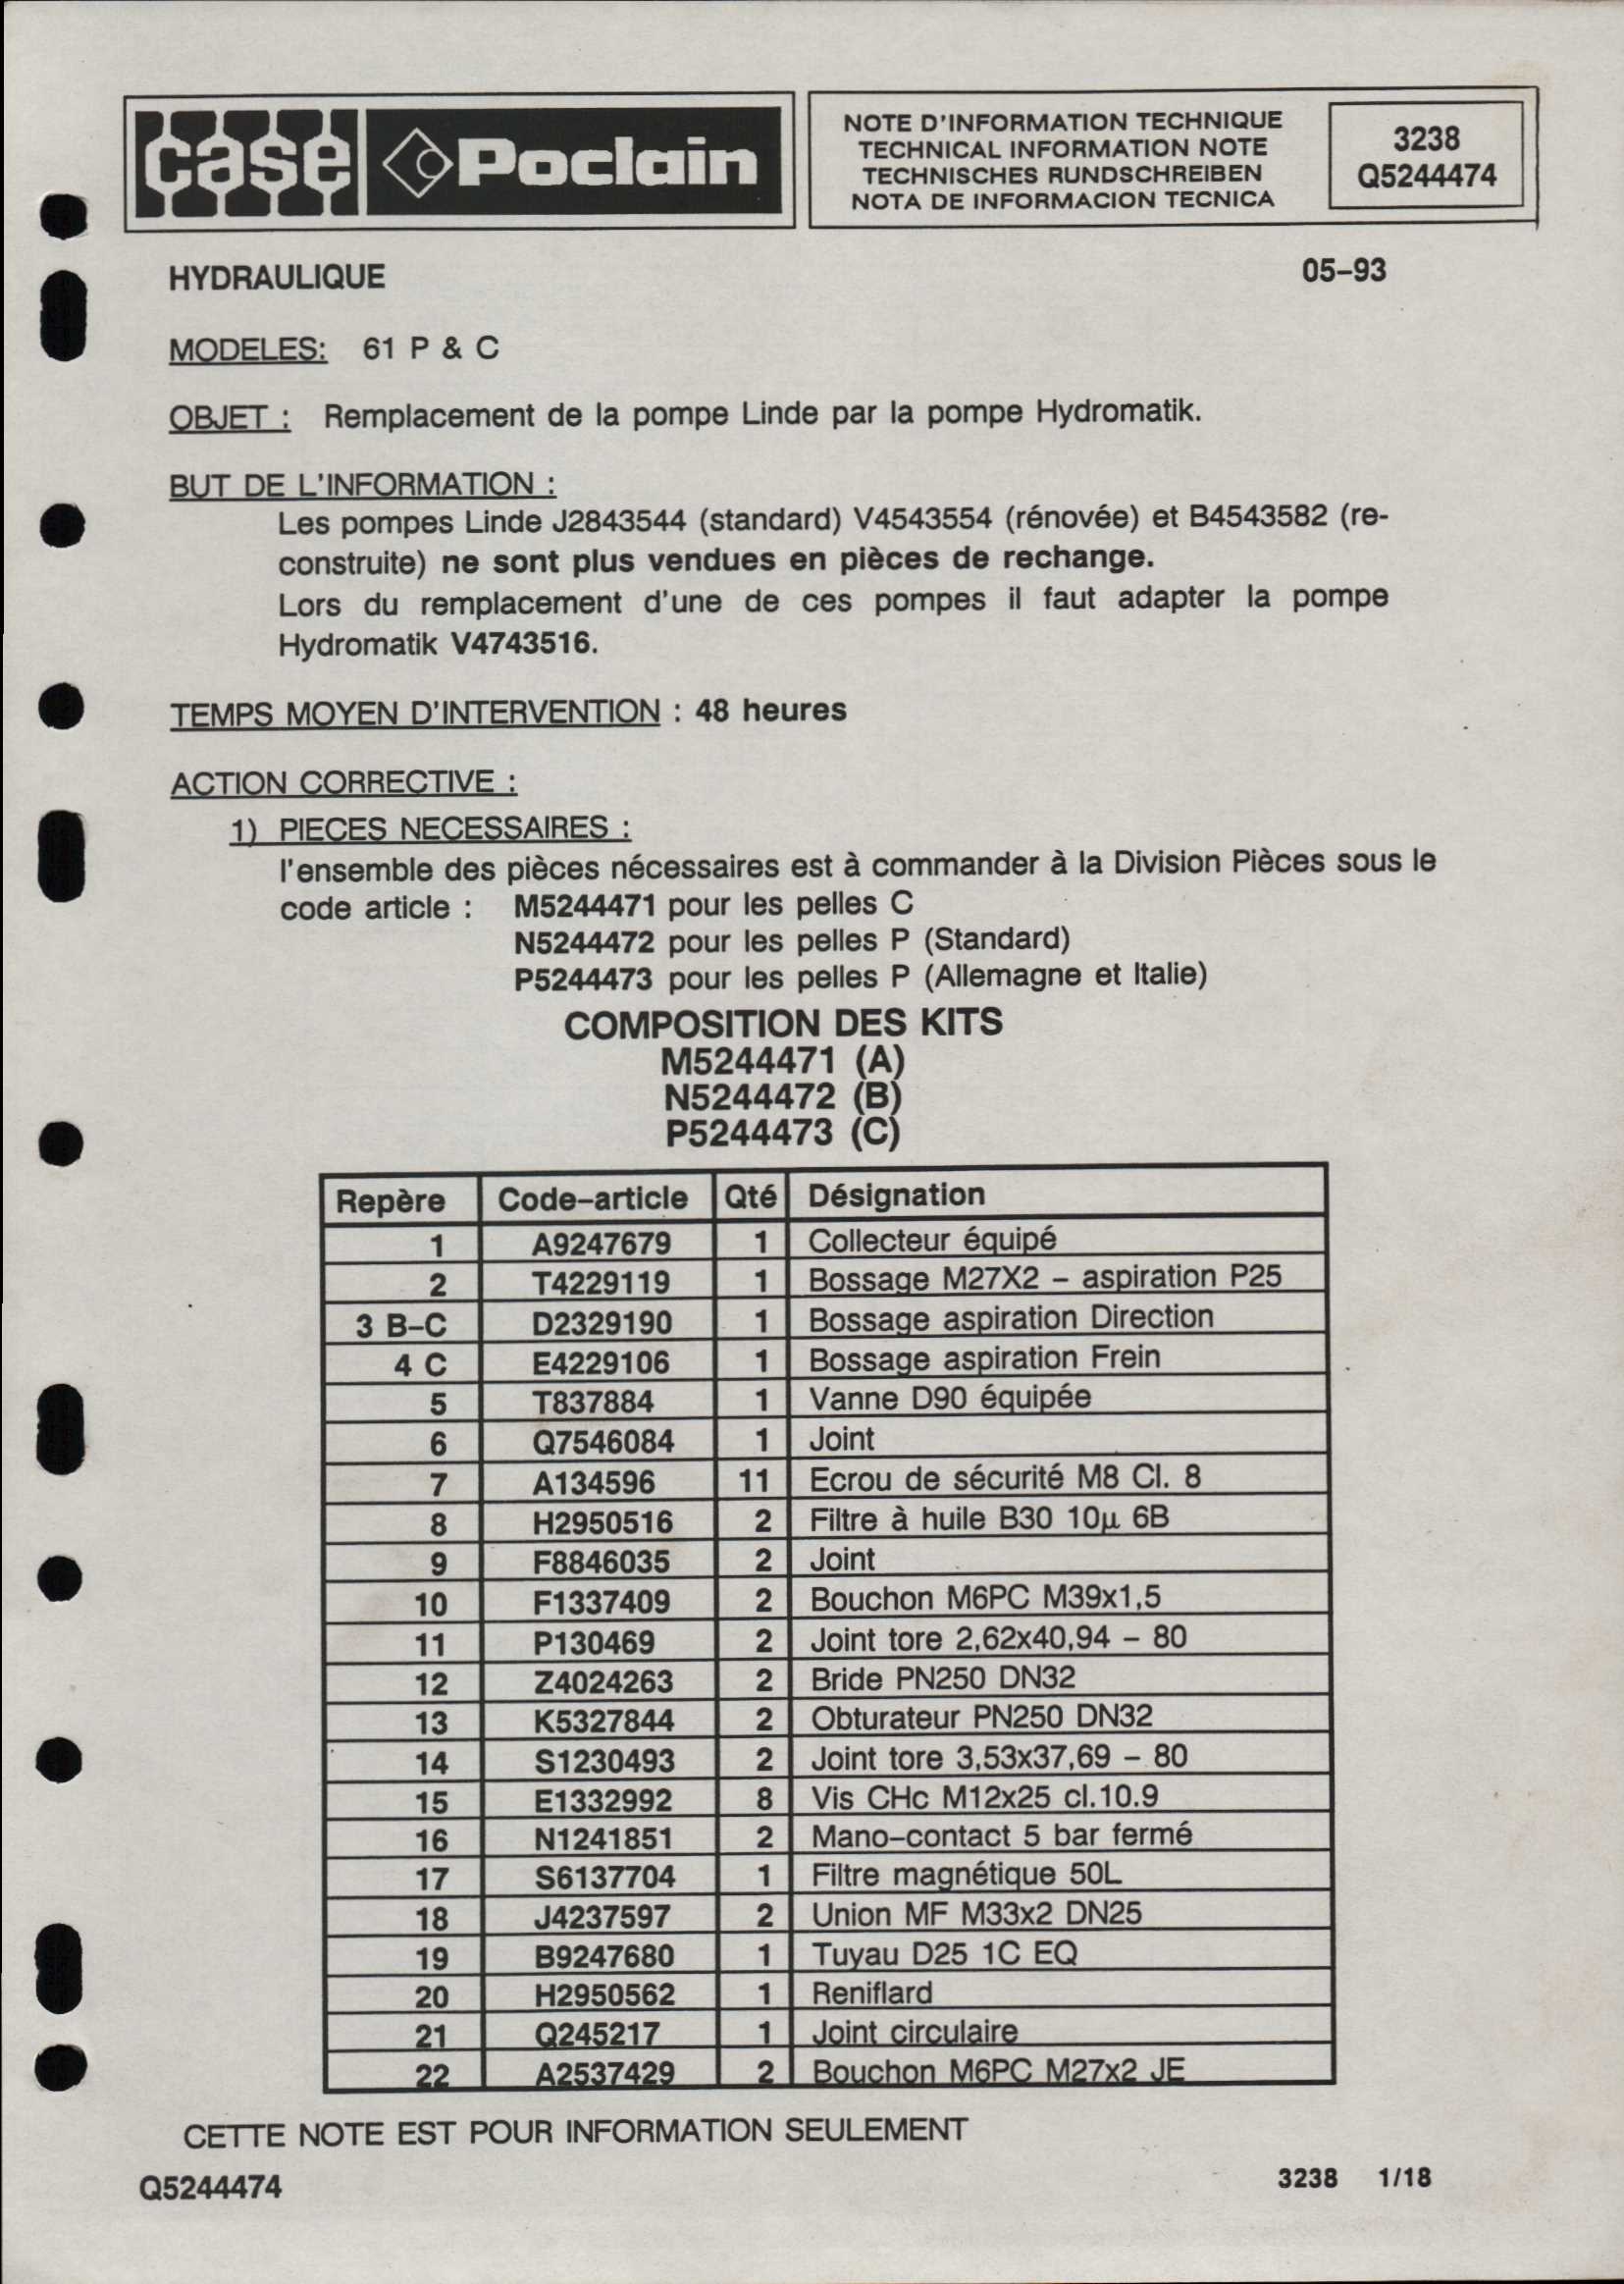 case Poclain
NOTE D'INFORMATION TECHNIQUE
TECHNICAL INFORMATION NOTE
TECHNISCHES RUNDSCHREIBEN
NOTA DE INFORMACION TECNICA
3238
Q5244474
HYDRAULIQUE 05-93
MODELES: 61 P & C
OBJET : Remplacement de la pompe Linde par la pompe Hydromatik.
BUT DE L'INFORMATION :
Les pompes Linde J2843544 (standard) V4543554 (rénovée) et B4543582 (re-
construite) ne sont plus vendues en pièces de rechange.
Lors du remplacement d'une de ces pompes il faut adapter la pompe
Hydromatik V4743516.
TEMPS MOYEN D'INTERVENTION : 48 heures
ACTION CORRECTIVE :
1) PIECES NECESSAIRES :
l'ensemble des pièces nécessaires est à commander à la Division Pièces sous le
code article : M5244471 pour les pelles C
N5244472 pour les pelles P (Standard)
P5244473 pour les pelles P (Allemagne et Italie)
COMPOSITION DES KITS
M5244471 (A)
N5244472 (B)
P5244473 (C)
Repère Code-article Qté Désignation
1 A9247679 1 Collecteur équipé
2 T4229119 1 Bossage M27X2 - aspiration P25
3 B-C D2329190 1 Bossage aspiration Direction
4 C E4229106 1 Bossage aspiration Frein
5 T837884 1 Vanne D90 équipée
6 Q7546084 1 Joint
7 A134596 11 Ecrou de sécurité M8 Cl. 8
8 H2950516 2 Filtre à huile B30 10µ 6B
9 F8846035 2 Joint
10 F1337409 2 Bouchon M6PC M39x1,5
11 P130469 2 Joint tore 2,62x40,94 - 80
12 Z4024263 2 Bride PN250 DN32
13 K5327844 2 Obturateur PN250 DN32
14 S1230493 2 Joint tore 3,53x37,69 - 80
15 E1332992 8 Vis CHc M12x25 cl.10.9
16 N1241851 2 Mano-contact 5 bar fermé
17 S6137704 1 Filtre magnétique 50L
18 J4237597 2 Union MF M33x2 DN25
19 B9247680 1 Tuyau D25 1C EQ
20 H2950562 1 Reniflard
21 Q245217 1 Joint circulaire
22 A2537429 2 Bouchon M6PC M27x2 JE
CETTE NOTE EST POUR INFORMATION SEULEMENT
Q5244474 3238 1/18